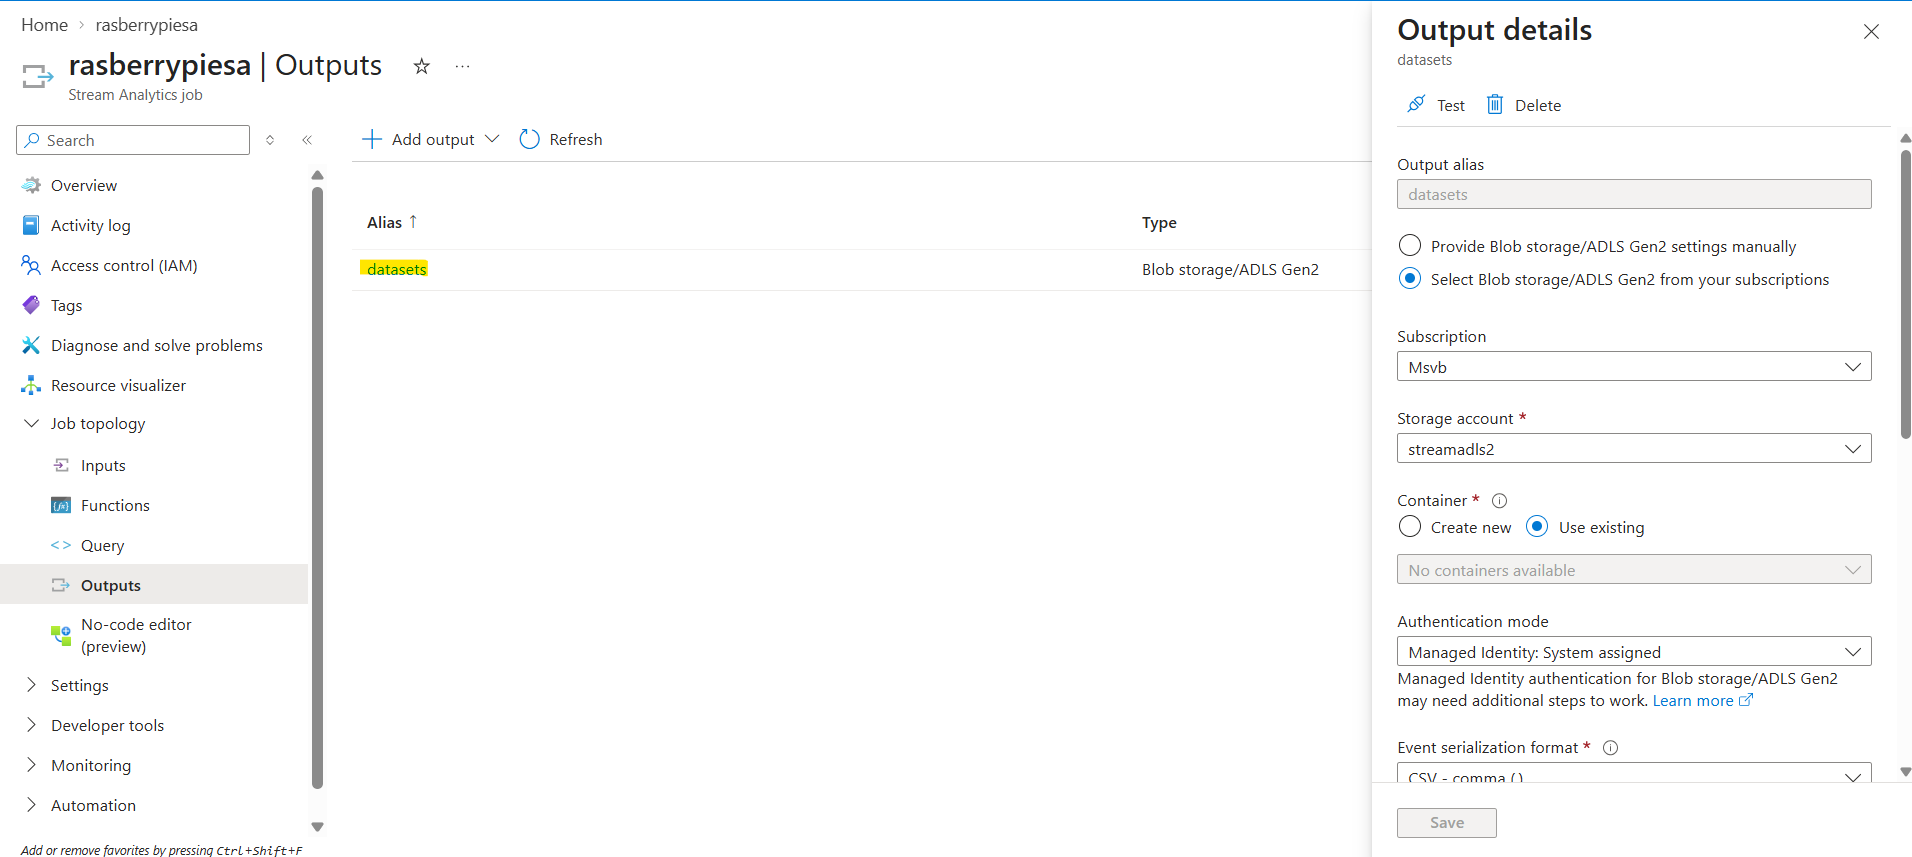 Home › rasberrypiesa
rasberrypiesa | Outputs
Stream Analytics job
Search
Overview
Activity log
Access control (IAM)
Tags
Diagnose and solve problems
Resource visualizer
Job topology
Inputs
Functions
Query
Outputs
No-code editor
(preview)
Settings
Developer tools
Monitoring
Automation
Add or remove favorites by pressing Ctrl+Shift+F
Add output
Refresh
Alias ↑ Type
datasets Blob storage/ADLS Gen2
Output details
datasets
Test Delete
Output alias
datasets
Provide Blob storage/ADLS Gen2 settings manually
Select Blob storage/ADLS Gen2 from your subscriptions
Subscription
Msvb
Storage account *
streamadls2
Container *
Create new Use existing
No containers available
Authentication mode
Managed Identity: System assigned
Managed Identity authentication for Blob storage/ADLS Gen2
may need additional steps to work. Learn more
Event serialization format *
CSV - comma (,)
Save